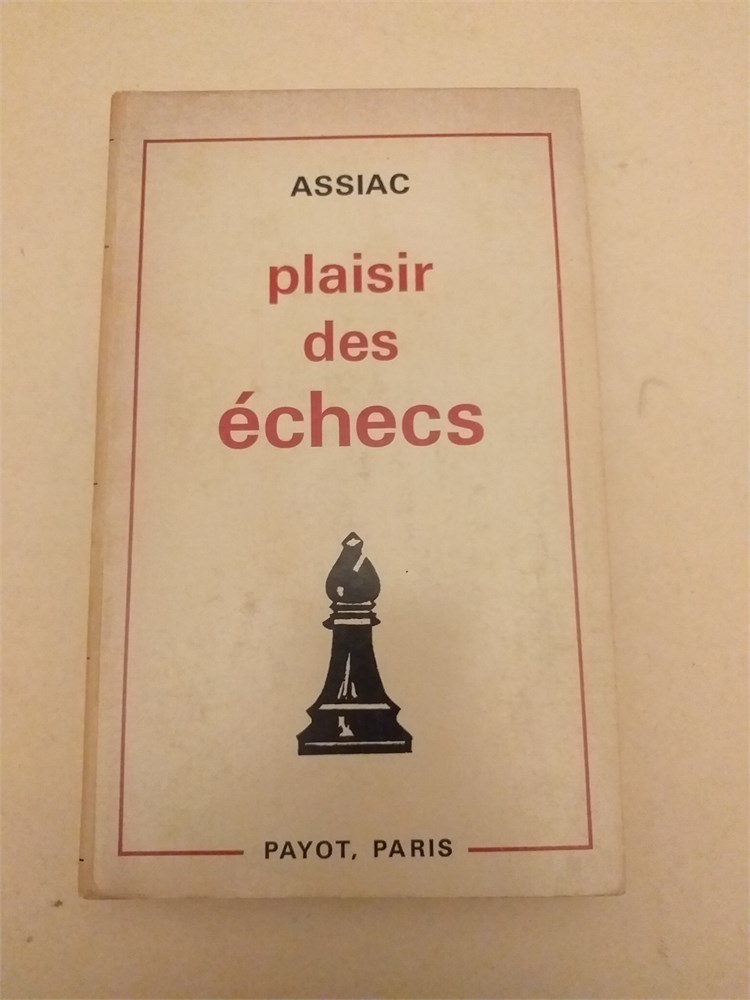 ASSIAC
plaisir
des
échecs
PAYOT, PARIS